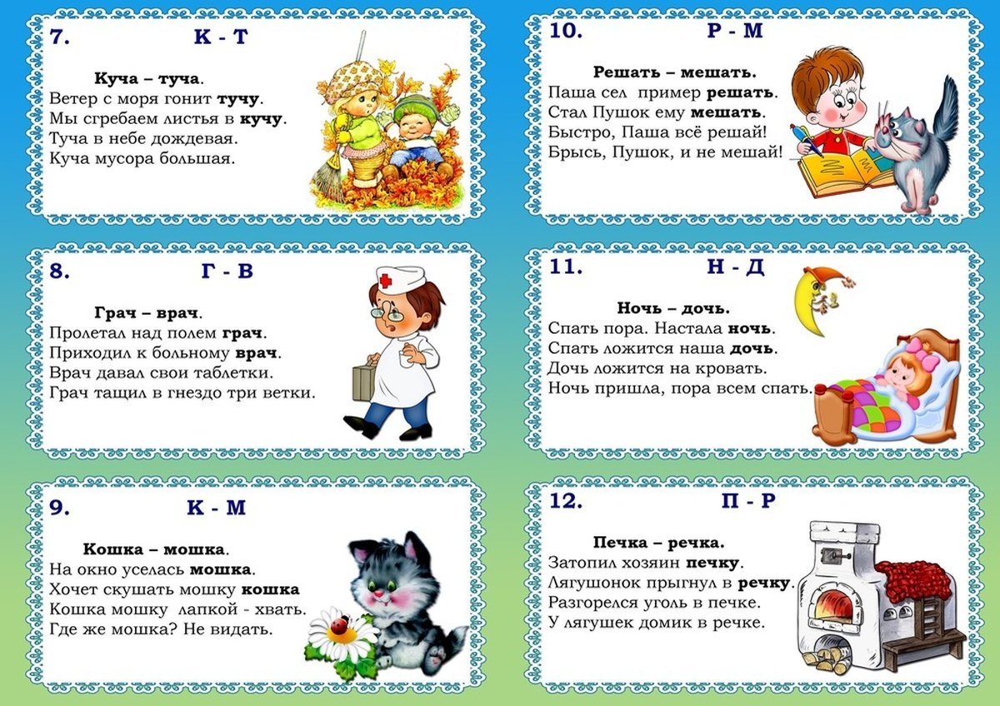 7. К - Т
Куча – туча.
Ветер с моря гонит тучу.
Мы сгребаем листья в кучу.
Туча в небе дождевая.
Куча мусора большая.
8. Г - В
Грач – врач.
Пролетал над полем грач.
Приходил к больному врач.
Врач давал свои таблетки.
Грач тащил в гнездо три ветки.
9. К - М
Кошка – мошка.
На окно уселась мошка.
Хочет скушать мошку кошка
Кошка мошку лапкой - хвать.
Где же мошка? Не видать.
10. Р - М
Решать – мешать.
Паша сел пример решать.
Стал Пушок ему мешать.
Быстро, Паша всё решай!
Брысь, Пушок, и не мешай!
11. Н - Д
Ночь – дочь.
Спать пора. Настала ночь.
Спать ложится наша дочь.
Дочь ложится на кровать.
Ночь пришла, пора всем спать.
12. П - Р
Печка – речка.
Затопил хозяин печку.
Лягушонок прыгнул в речку.
Разгорелся уголь в печке.
У лягушек домик в речке.